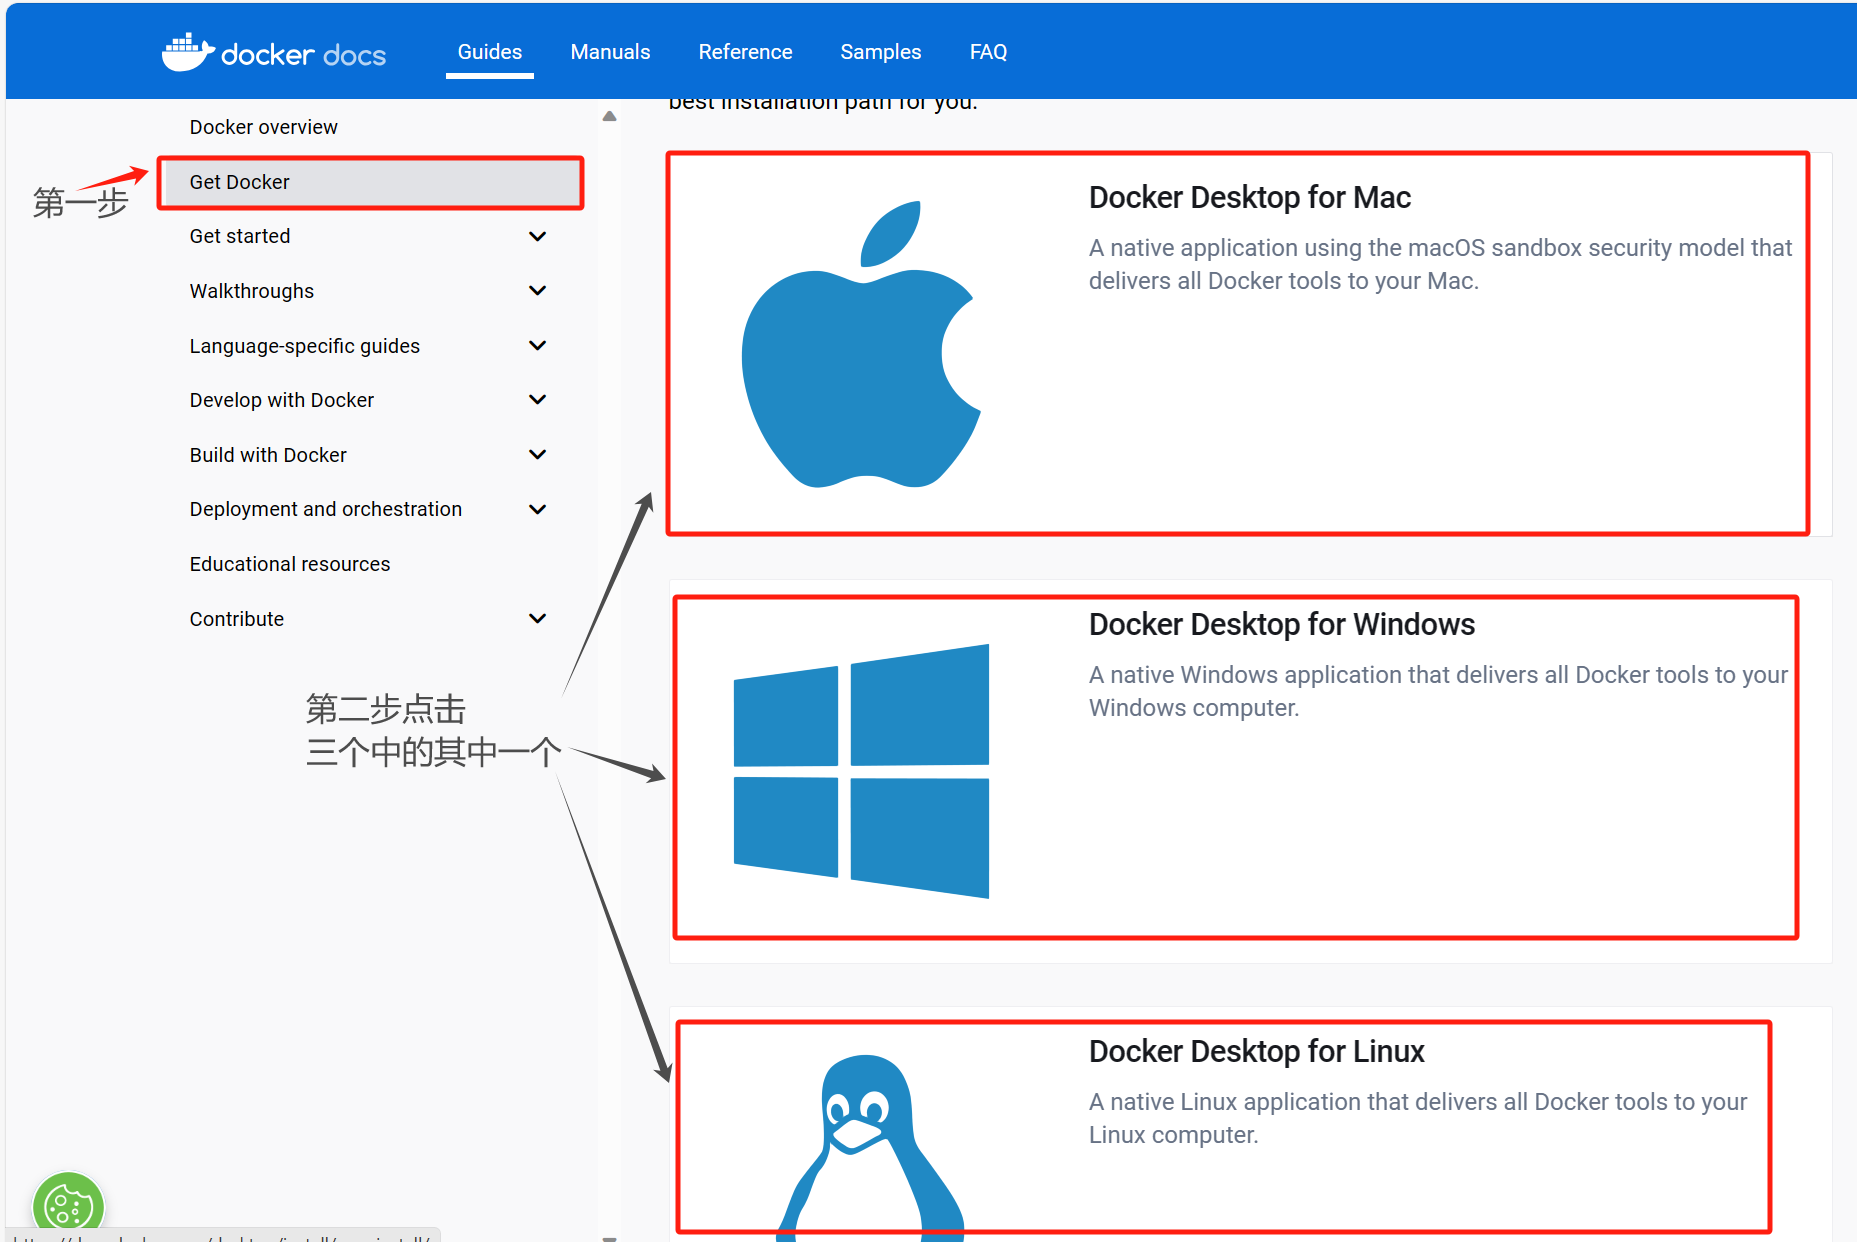 docker docs
Guides
Manuals
Reference
Samples
FAQ
best installation path for you.
Docker overview
第一步
Get Docker
Get started
Walkthroughs
Language-specific guides
Develop with Docker
Build with Docker
Deployment and orchestration
Educational resources
Contribute
第二步点击
三个中的其中一个
Docker Desktop for Mac
A native application using the macOS sandbox security model that
delivers all Docker tools to your Mac.
Docker Desktop for Windows
A native Windows application that delivers all Docker tools to your
Windows computer.
Docker Desktop for Linux
A native Linux application that delivers all Docker tools to your
Linux computer.